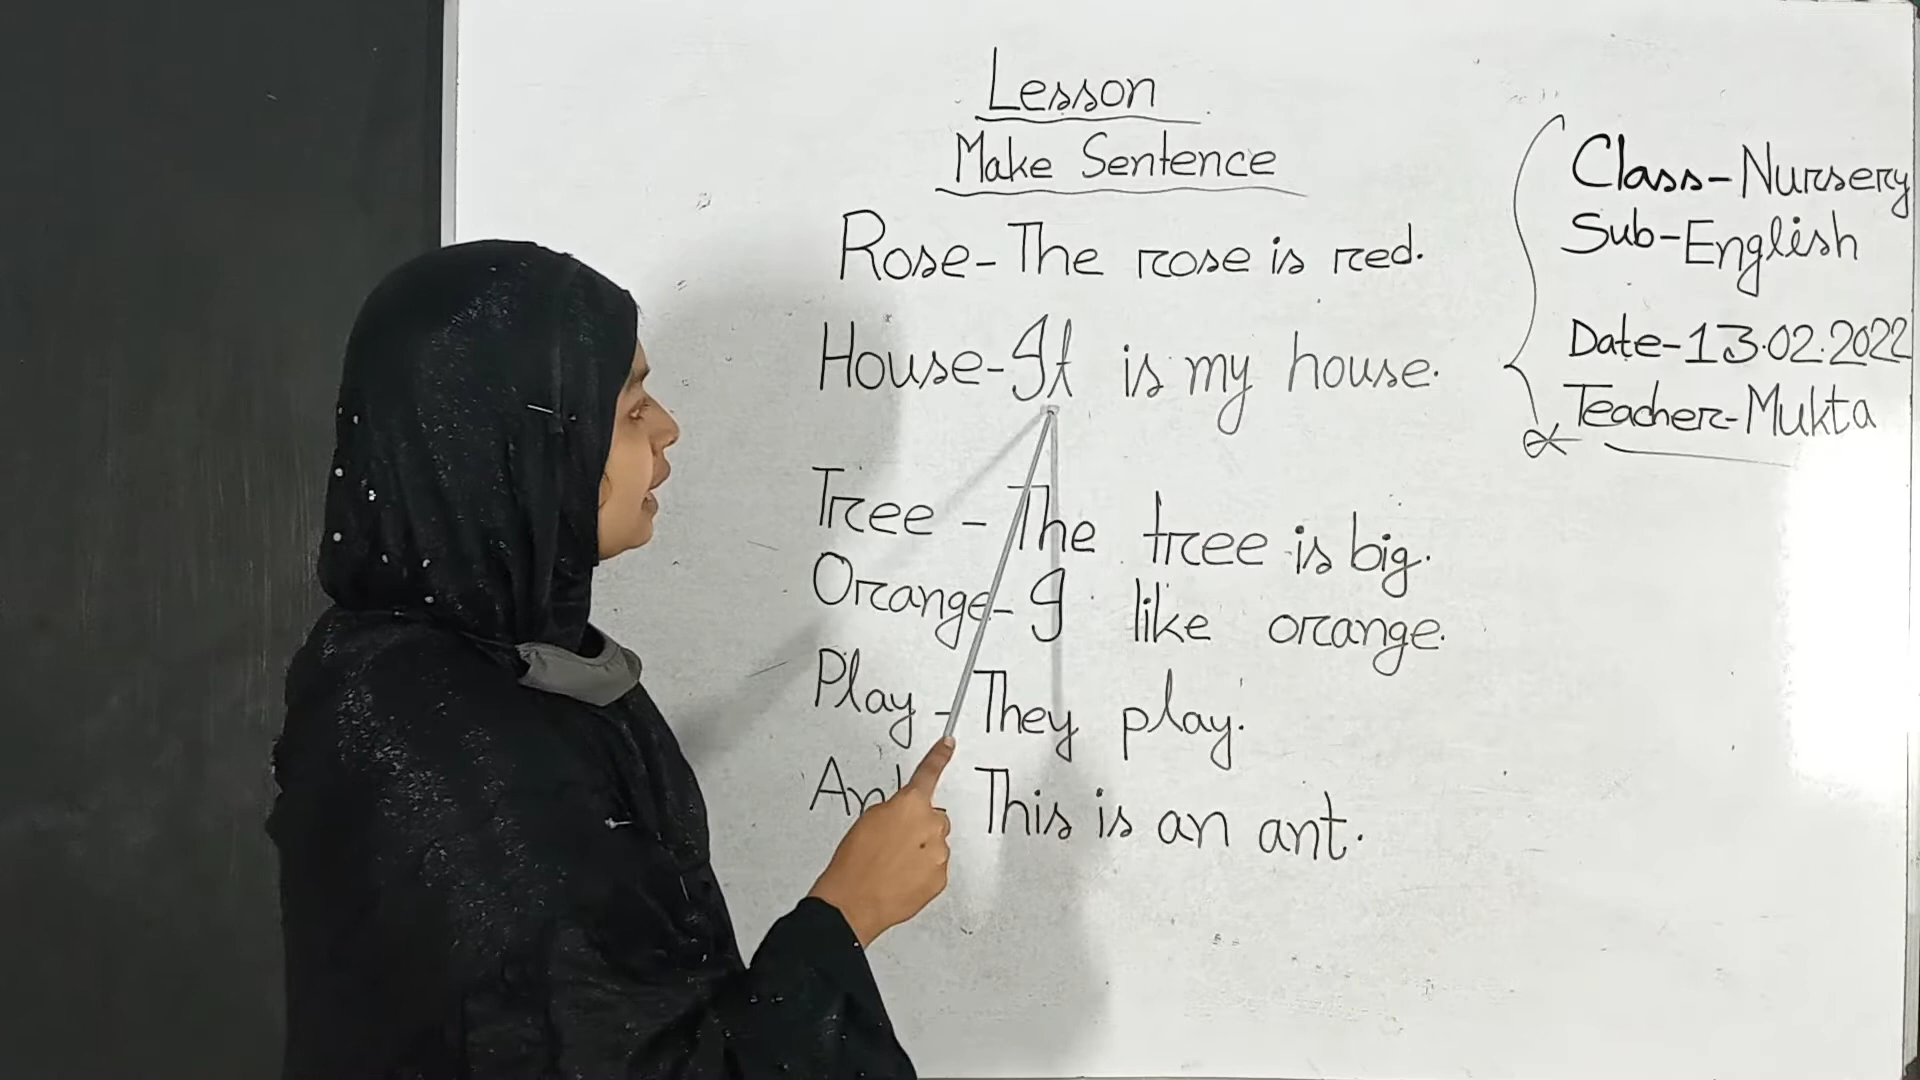 Lesson
Make Sentence
Rose-The rose is red.
House-It is my house.
Tree - The tree is big.
Orange-I like orange.
Play-They play.
Ant- This is an ant.
Class-Nursery
Sub-English
Date-13.02.2022
Teacher-Mukta